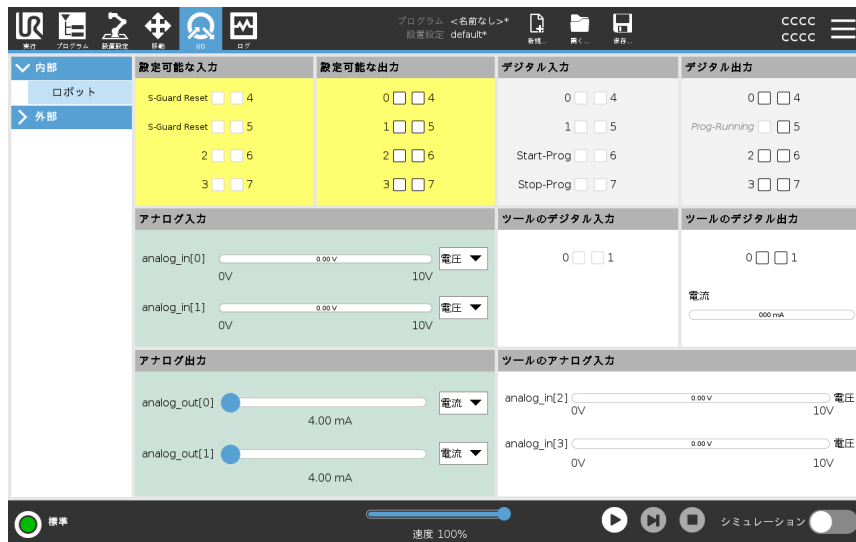 UR
プログラム <名前なし>*
設置設定 default*
CCCC
CCCC
実行 プログラム 設置設定 移動 I/O ログ 新規... 開く... 保存...
内部
ロボット
外部
設定可能な入力
S-Guard Reset 4
S-Guard Reset 5
2 6
3 7
設定可能な出力
0 4
1 5
2 6
3 7
デジタル入力
0 4
1 5
Start-Prog 6
Stop-Prog 7
デジタル出力
0 4
Prog-Running 5
2 6
3 7
アナログ入力
analog_in[0] 0.00 V 電圧
0V 10V
analog_in[1] 0.00 V 電圧
0V 10V
ツールのデジタル入力
0 1
ツールのデジタル出力
0 1
電流
000 mA
アナログ出力
analog_out[0] 電流
4.00 mA
analog_out[1] 電流
4.00 mA
ツールのアナログ入力
analog_in[2] 0.00 V 電圧
0V 10V
analog_in[3] 0.00 V 電圧
0V 10V
標準
速度 100%
シミュレーション